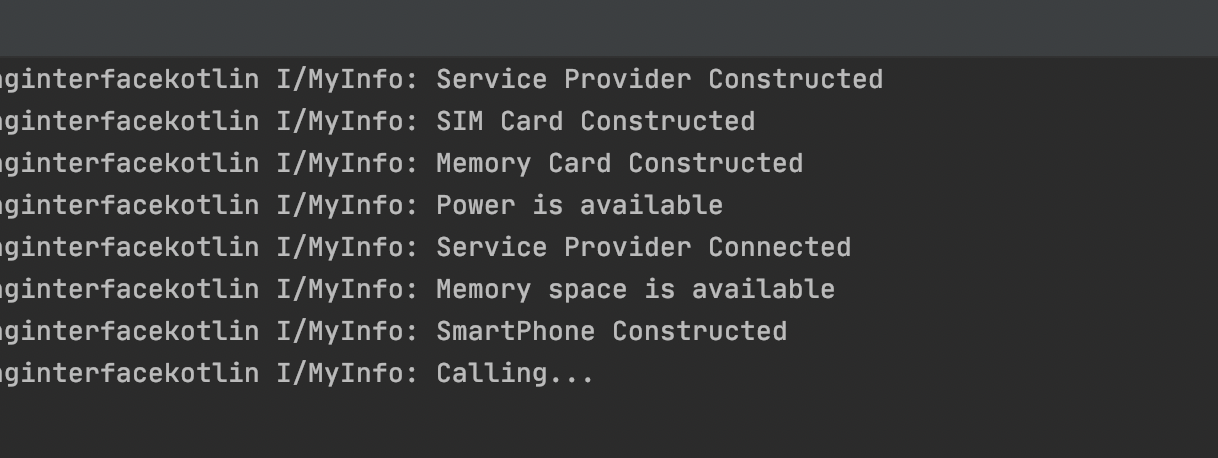 nginterfacekotlin I/MyInfo: Service Provider Constructed
nginterfacekotlin I/MyInfo: SIM Card Constructed
nginterfacekotlin I/MyInfo: Memory Card Constructed
nginterfacekotlin I/MyInfo: Power is available
nginterfacekotlin I/MyInfo: Service Provider Connected
nginterfacekotlin I/MyInfo: Memory space is available
nginterfacekotlin I/MyInfo: SmartPhone Constructed
nginterfacekotlin I/MyInfo: Calling...